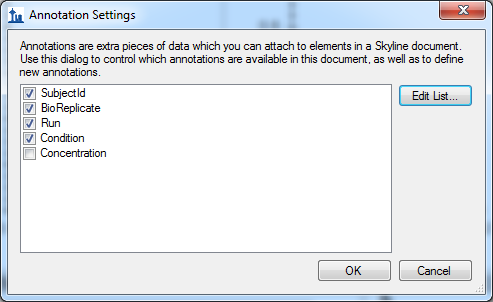 Annotation Settings
Annotations are extra pieces of data which you can attach to elements in a Skyline document.
Use this dialog to control which annotations are available in this document, as well as to define
new annotations.
SubjectId
BioReplicate
Run
Condition
Concentration
Edit List...
OK
Cancel